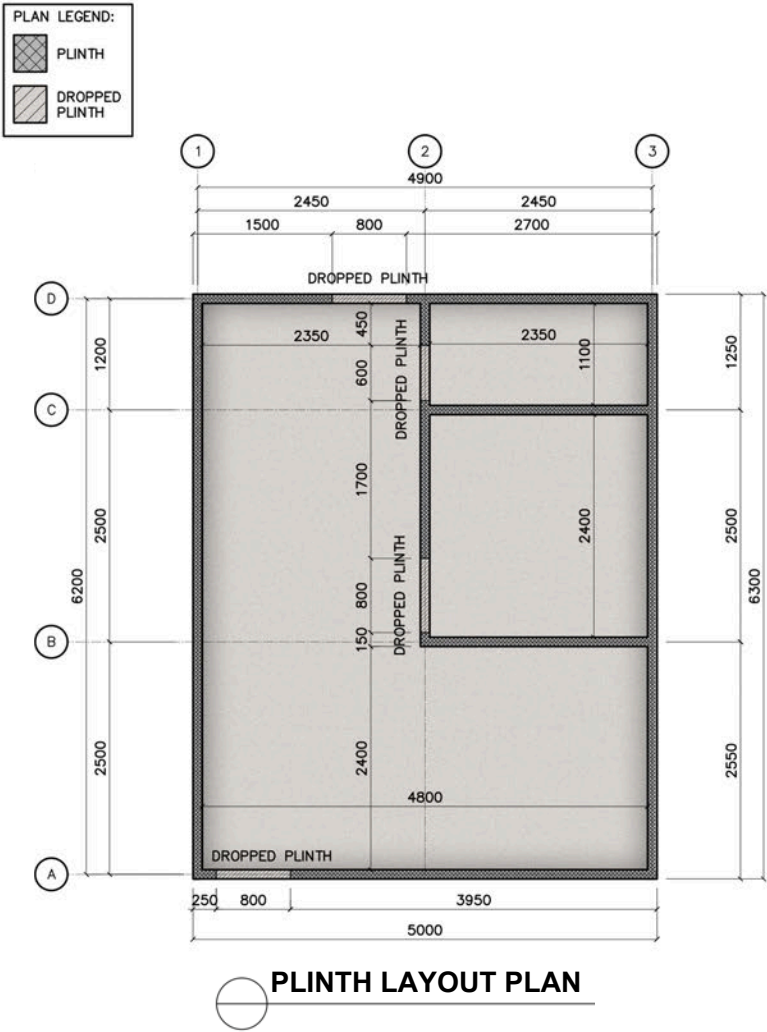 PLAN LEGEND:
PLINTH
DROPPED
PLINTH
1
2
3
4900
2450
2450
1500
800
2700
DROPPED PLINTH
D
C
B
A
1200
2500
2500
6200
2350
450
600
1700
800
150
2400
DROPPED PLINTH
DROPPED PLINTH
2350
1100
2400
4800
1250
2500
2550
6300
DROPPED PLINTH
250
800
3950
5000
PLINTH LAYOUT PLAN